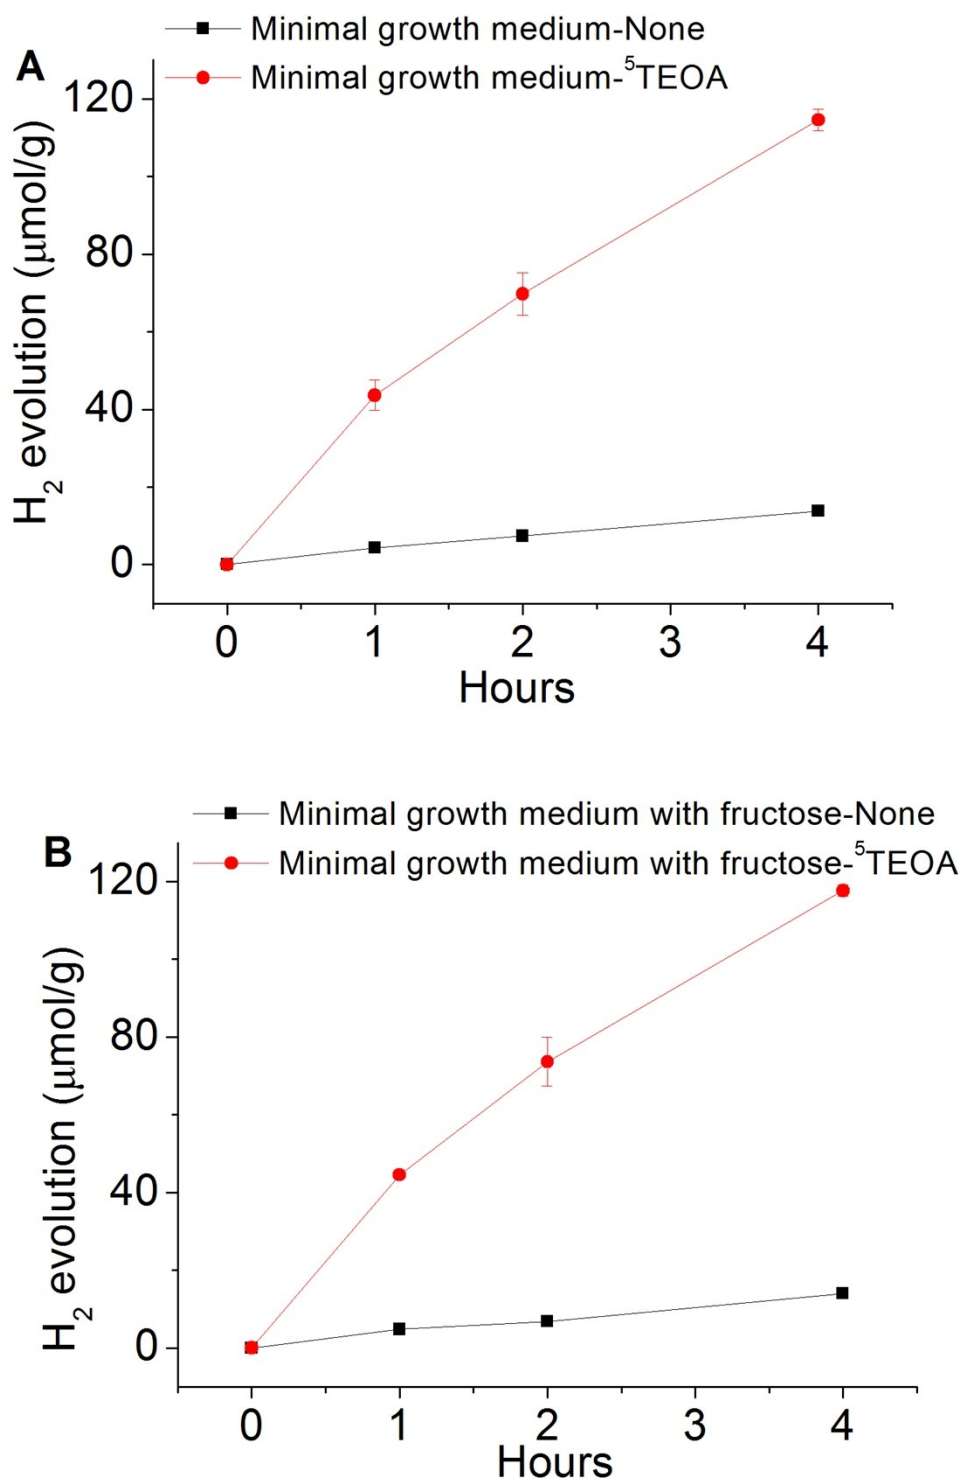 Minimal growth medium-None
A
Minimal growth medium-⁵TEOA
120
80
40
0
H₂ evolution (μmol/g)
0 1 2 3 4
Hours
Minimal growth medium with fructose-None
B
Minimal growth medium with fructose-⁵TEOA
120
80
40
0
H₂ evolution (μmol/g)
0 1 2 3 4
Hours